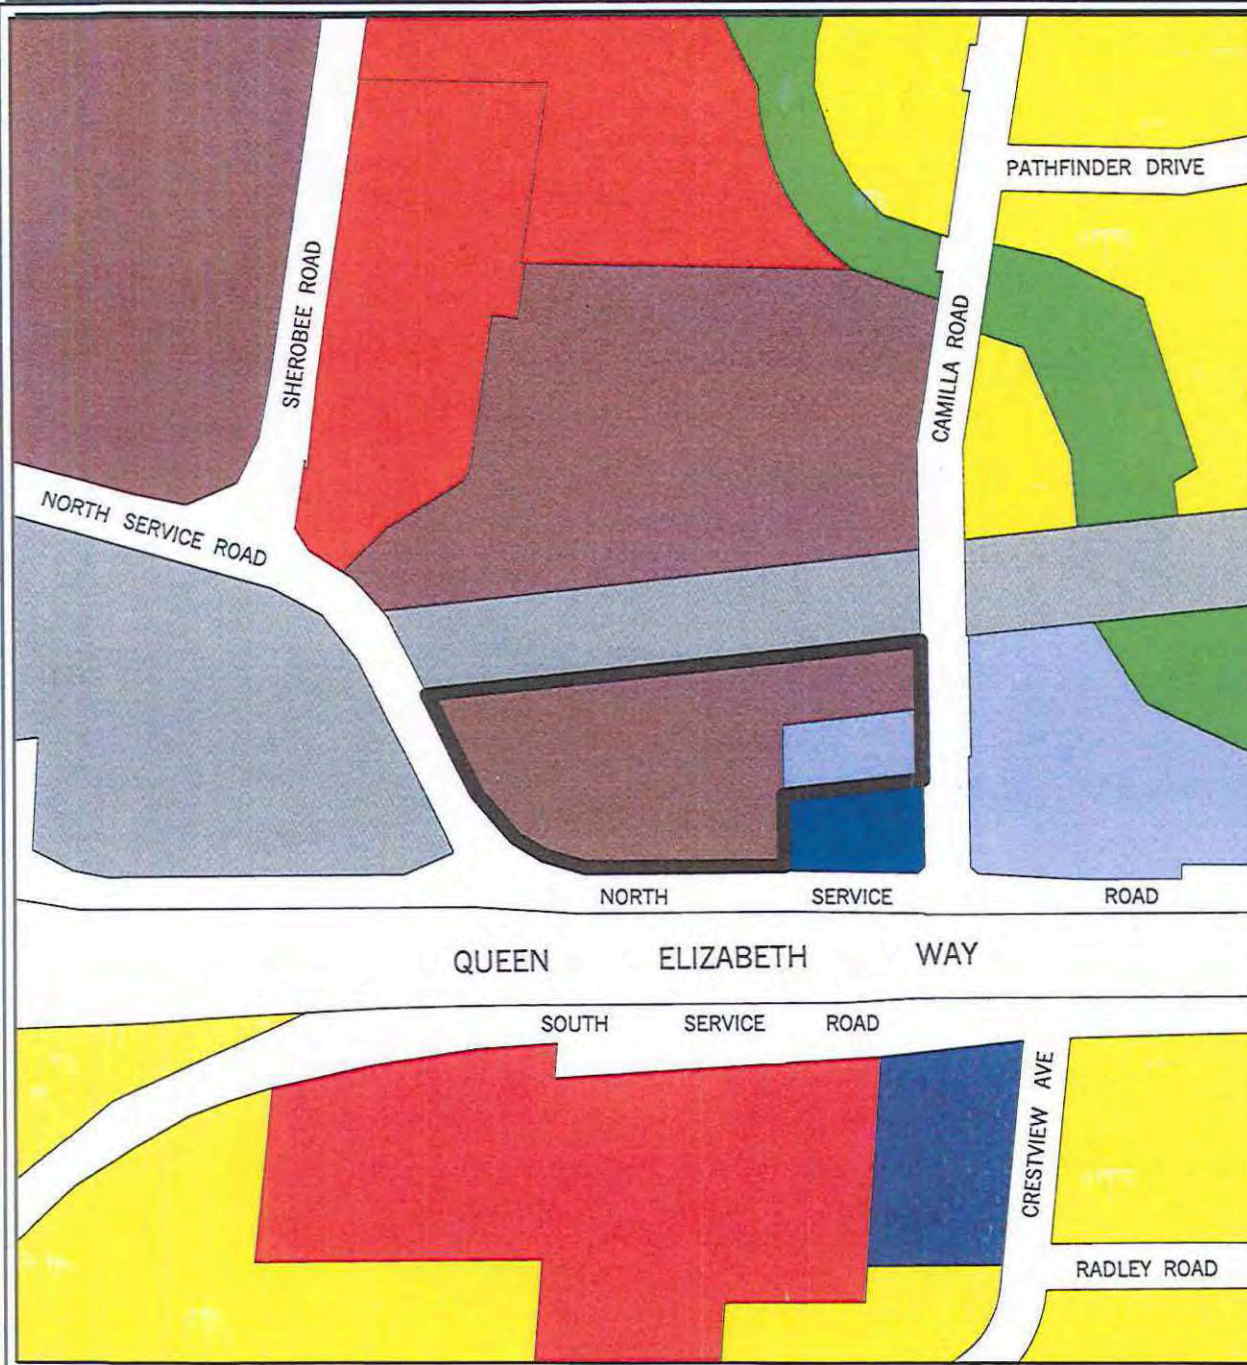 PATHFINDER DRIVE
SHEROBEE ROAD
CAMILLA ROAD
NORTH SERVICE ROAD
NORTH SERVICE ROAD
QUEEN ELIZABETH WAY
SOUTH SERVICE ROAD
CRESTVIEW AVE
RADLEY ROAD